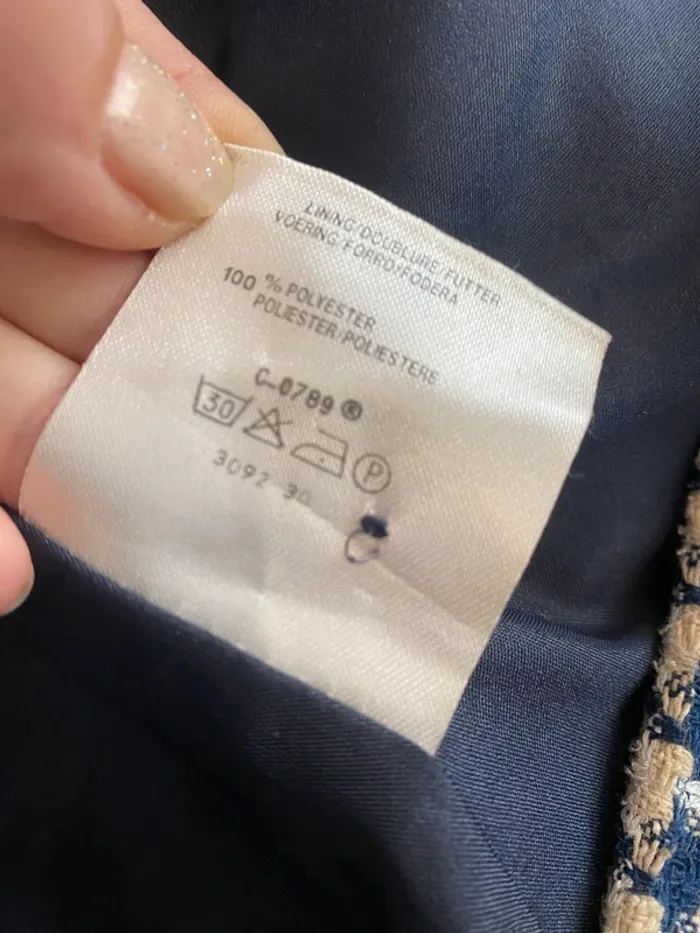 LINING/DOUBLURE/FUTTER
VOERING/FORRO/FODERA
100 % POLYESTER
POLIESTER/POLIESTERE
C-0789 ®
30 P
3092 30